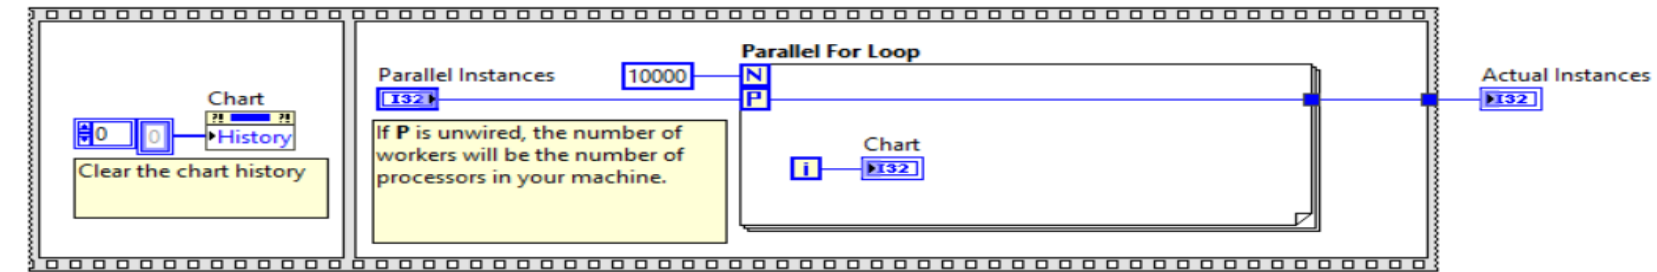 Chart
0
0
?!
?!
History
Clear the chart history
Parallel Instances
I32
10000
If P is unwired, the number of
workers will be the number of
processors in your machine.
Parallel For Loop
N
P
Chart
i
I32
Actual Instances
I32